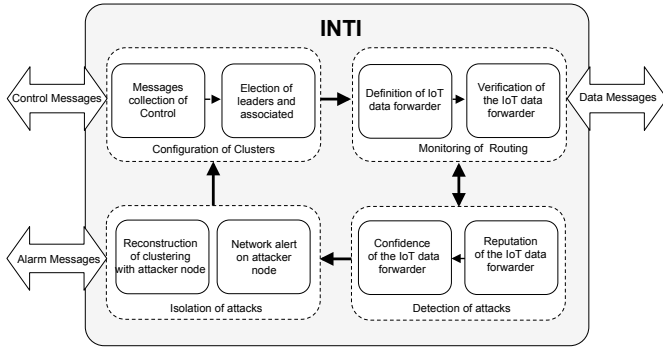 INTI
Control Messages
Messages
collection of
Control
Election of
leaders and
associated
Configuration of Clusters
Definition of IoT
data forwarder
Verification of
the IoT data
forwarder
Monitoring of Routing
Data Messages
Alarm Messages
Reconstruction
of clustering
with attacker node
Network alert
on attacker
node
Isolation of attacks
Confidence
of the IoT data
forwarder
Reputation
of the IoT data
forwarder
Detection of attacks